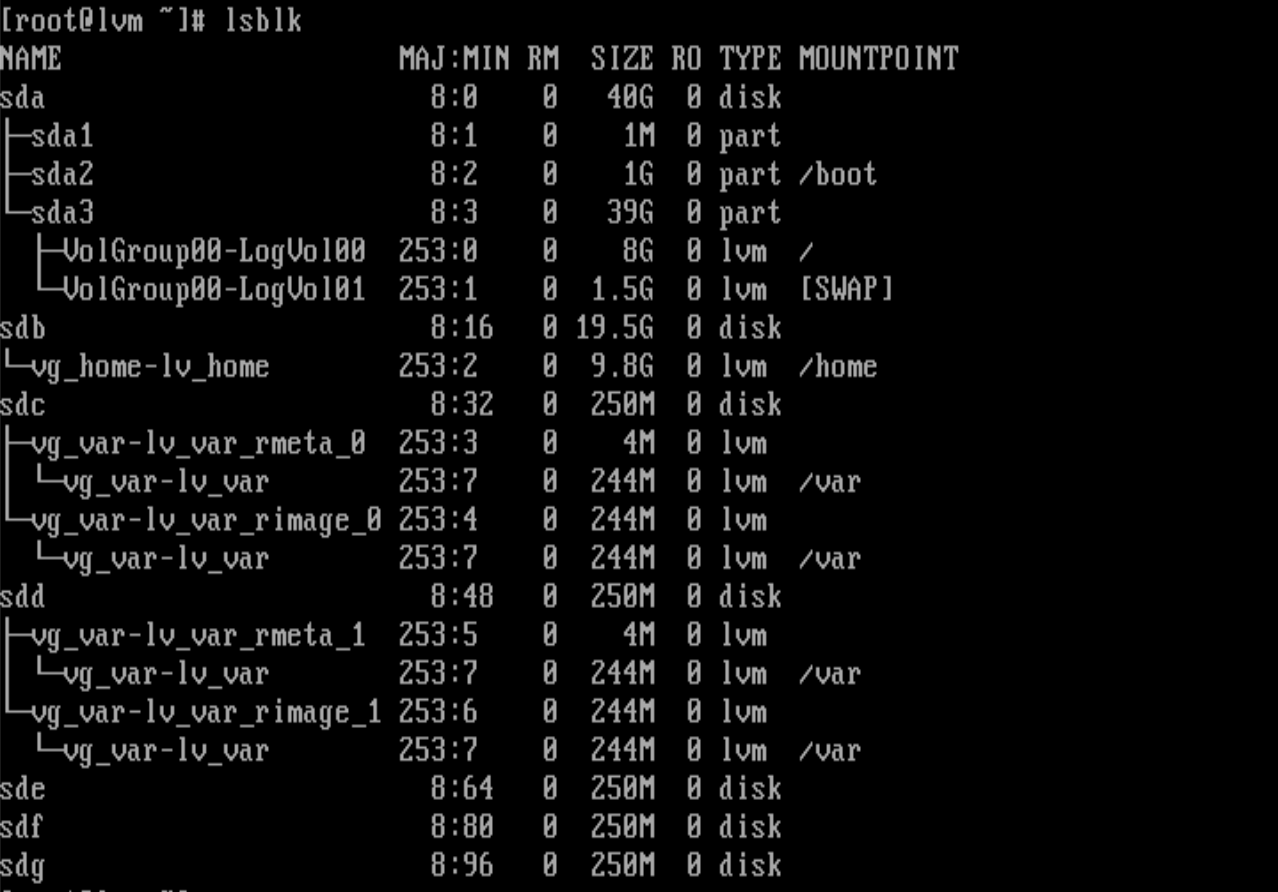 [root@lvm ~]# lsblk
NAME                      MAJ:MIN RM  SIZE RO TYPE MOUNTPOINT
sda                         8:0    0   40G  0 disk
├─sda1                      8:1    0    1M  0 part
├─sda2                      8:2    0    1G  0 part /boot
└─sda3                      8:3    0   39G  0 part
  ├─VolGroup00-LogVol00   253:0    0    8G  0 lvm  /
  └─VolGroup00-LogVol01   253:1    0  1.5G  0 lvm  [SWAP]
sdb                         8:16   0 19.5G  0 disk
└─vg_home-lv_home         253:2    0  9.8G  0 lvm  /home
sdc                         8:32   0  250M  0 disk
├─vg_var-lv_var_rmeta_0   253:3    0    4M  0 lvm
│ └─vg_var-lv_var         253:7    0  244M  0 lvm  /var
└─vg_var-lv_var_rimage_0  253:4    0  244M  0 lvm
  └─vg_var-lv_var         253:7    0  244M  0 lvm  /var
sdd                         8:48   0  250M  0 disk
├─vg_var-lv_var_rmeta_1   253:5    0    4M  0 lvm
│ └─vg_var-lv_var         253:7    0  244M  0 lvm  /var
└─vg_var-lv_var_rimage_1  253:6    0  244M  0 lvm
  └─vg_var-lv_var         253:7    0  244M  0 lvm  /var
sde                         8:64   0  250M  0 disk
sdf                         8:80   0  250M  0 disk
sdg                         8:96   0  250M  0 disk